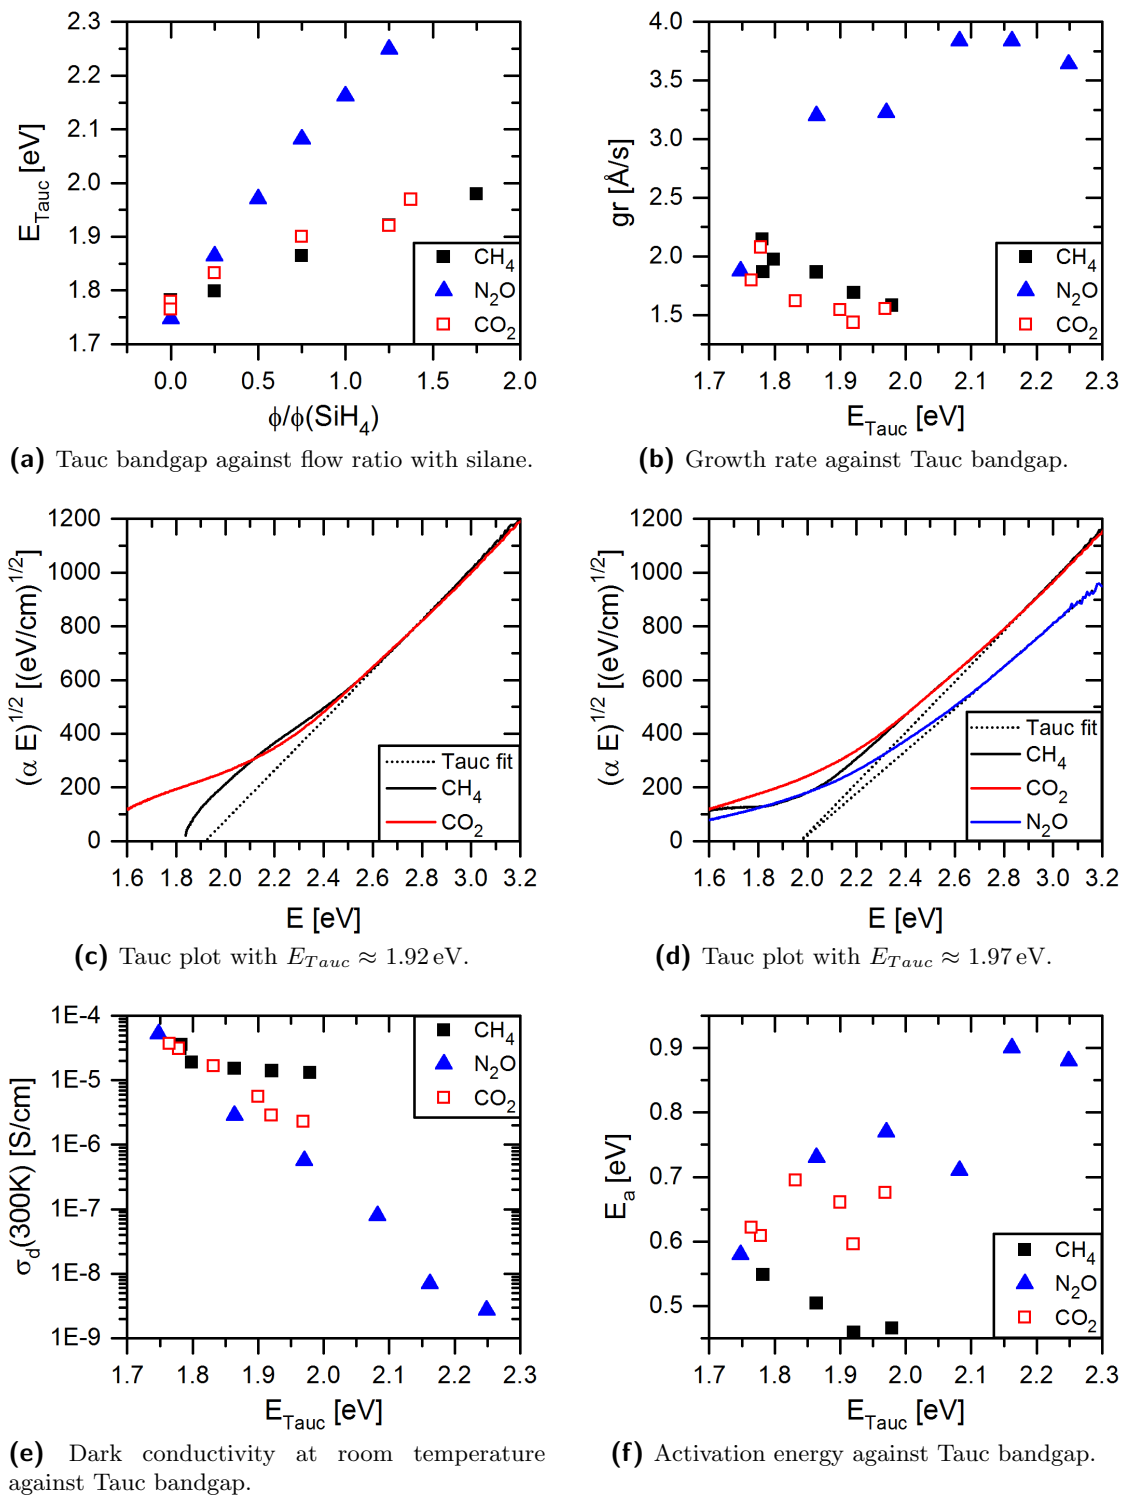 2.3
2.2
2.1
2.0
1.9
1.8
1.7
E_Tauc [eV]
CH₄
N₂O
CO₂
0.0 0.5 1.0 1.5 2.0
ϕ/ϕ(SiH₄)
(a) Tauc bandgap against flow ratio with silane.
4.0
3.5
3.0
2.5
2.0
1.5
gr [Å/s]
CH₄
N₂O
CO₂
1.7 1.8 1.9 2.0 2.1 2.2 2.3
E_Tauc [eV]
(b) Growth rate against Tauc bandgap.
1200
1000
800
600
400
200
0
(α E)^1/2 [(eV/cm)^1/2]
Tauc fit
CH₄
CO₂
1.6 1.8 2.0 2.2 2.4 2.6 2.8 3.0 3.2
E [eV]
(c) Tauc plot with E_Tauc ≈ 1.92 eV.
1200
1000
800
600
400
200
0
(α E)^1/2 [(eV/cm)^1/2]
Tauc fit
CH₄
CO₂
N₂O
1.6 1.8 2.0 2.2 2.4 2.6 2.8 3.0 3.2
E [eV]
(d) Tauc plot with E_Tauc ≈ 1.97 eV.
1E-4
1E-5
1E-6
1E-7
1E-8
1E-9
σ_d(300K) [S/cm]
CH₄
N₂O
CO₂
1.7 1.8 1.9 2.0 2.1 2.2 2.3
E_Tauc [eV]
(e) Dark conductivity at room temperature
against Tauc bandgap.
0.9
0.8
0.7
0.6
0.5
E_a [eV]
CH₄
N₂O
CO₂
1.7 1.8 1.9 2.0 2.1 2.2 2.3
E_Tauc [eV]
(f) Activation energy against Tauc bandgap.